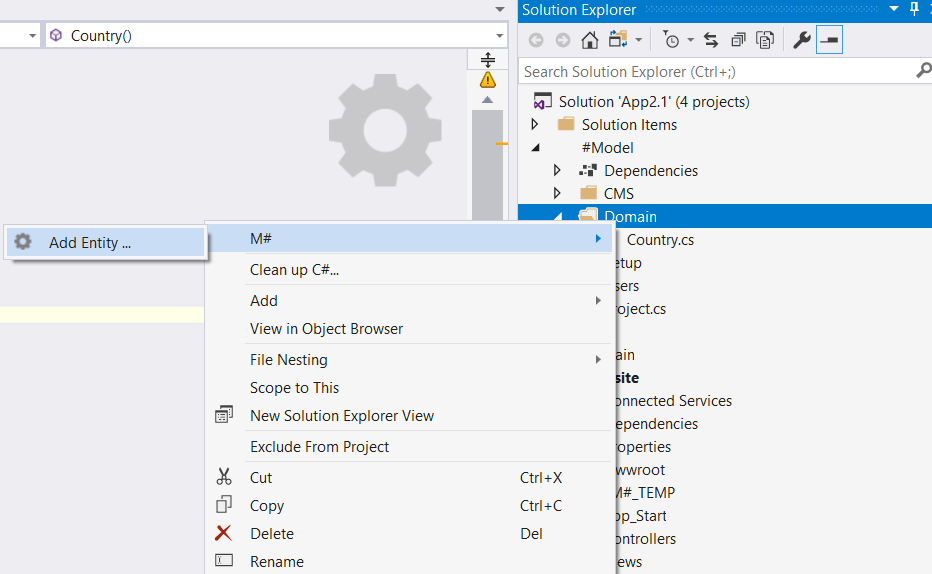 Country()
Solution Explorer
Search Solution Explorer (Ctrl+;)
Solution 'App2.1' (4 projects)
Solution Items
#Model
Dependencies
CMS
Domain
Country.cs
etup
sers
oject.cs
ain
site
onnected Services
ependencies
operties
wwroot
M#_TEMP
pp_Start
ontrollers
ews
Add Entity ...
M#
Clean up C#...
Add
View in Object Browser
File Nesting
Scope to This
New Solution Explorer View
Exclude From Project
Cut Ctrl+X
Copy Ctrl+C
Delete Del
Rename